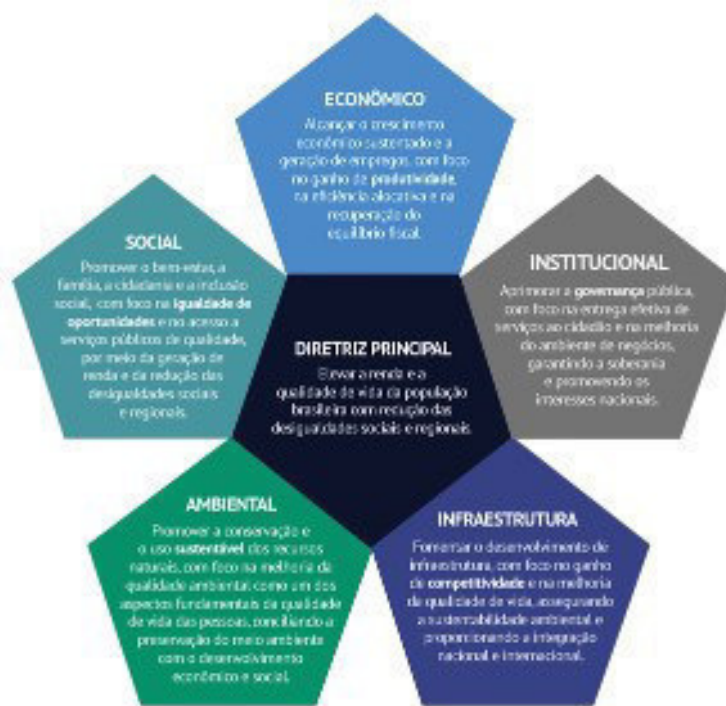 ECONÔMICO
Alcançar o crescimento
econômico sustentado e a
geração de empregos, com foco
no ganho de produtividade,
na eficiência alocativa e na
recuperação do
equilíbrio fiscal.
SOCIAL
Promover o bem-estar, a
família, a cidadania e a inclusão
social, com foco na igualdade de
oportunidades e no acesso a
serviços públicos de qualidade,
por meio da geração de
renda e da redução das
desigualdades sociais
e regionais.
INSTITUCIONAL
Aprimorar a governança pública,
com foco na entrega efetiva de
serviços ao cidadão e na melhoria
do ambiente de negócios,
garantindo a soberania
e promovendo os
interesses nacionais.
DIRETRIZ PRINCIPAL
Elevar a renda e a
qualidade de vida da população
brasileira com redução das
desigualdades sociais e regionais.
AMBIENTAL
Promover a conservação e
o uso sustentável dos recursos
naturais, com foco na melhoria da
qualidade ambiental como um dos
aspectos fundamentais da qualidade
de vida das pessoas, conciliando a
preservação do meio ambiente
com o desenvolvimento
econômico e social.
INFRAESTRUTURA
Fomentar o desenvolvimento de
infraestrutura, com foco no ganho
de competitividade e na melhoria
da qualidade de vida, assegurando
a sustentabilidade ambiental e
proporcionando a integração
nacional e internacional.